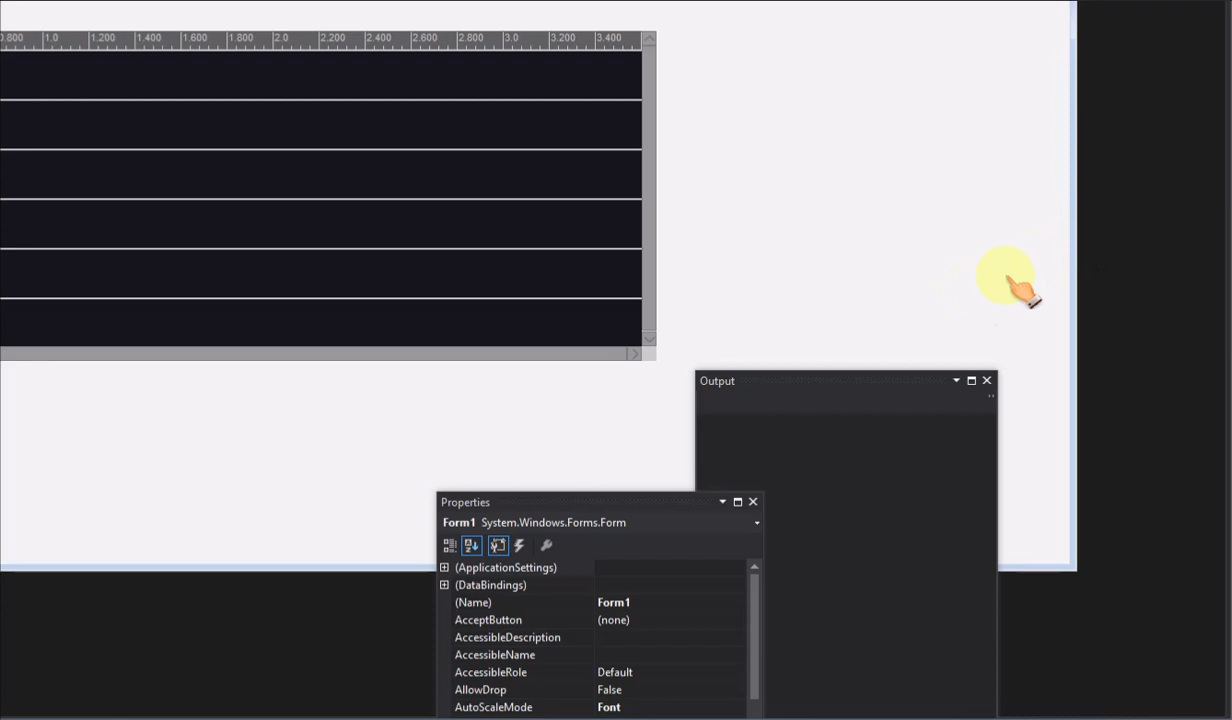 0.800 1.0 1.200 1.400 1.600 1.800 2.0 2.200 2.400 2.600 2.800 3.0 3.200 3.400
Output
Properties
Form1 System.Windows.Forms.Form
(ApplicationSettings)
(DataBindings)
(Name) Form1
AcceptButton (none)
AccessibleDescription
AccessibleName
AccessibleRole Default
AllowDrop False
AutoScaleMode Font